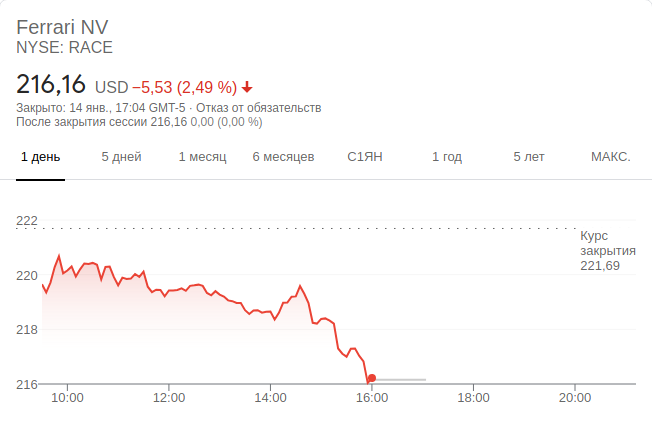 Ferrari NV
NYSE: RACE
216,16 USD −5,53 (2,49 %)
Закрыто: 14 янв., 17:04 GMT-5 · Отказ от обязательств
После закрытия сессии 216,16 0,00 (0,00 %)
1 день 5 дней 1 месяц 6 месяцев С1ЯН 1 год 5 лет МАКС.
222
Курс
закрытия
221,69
220
218
216
10:00 12:00 14:00 16:00 18:00 20:00